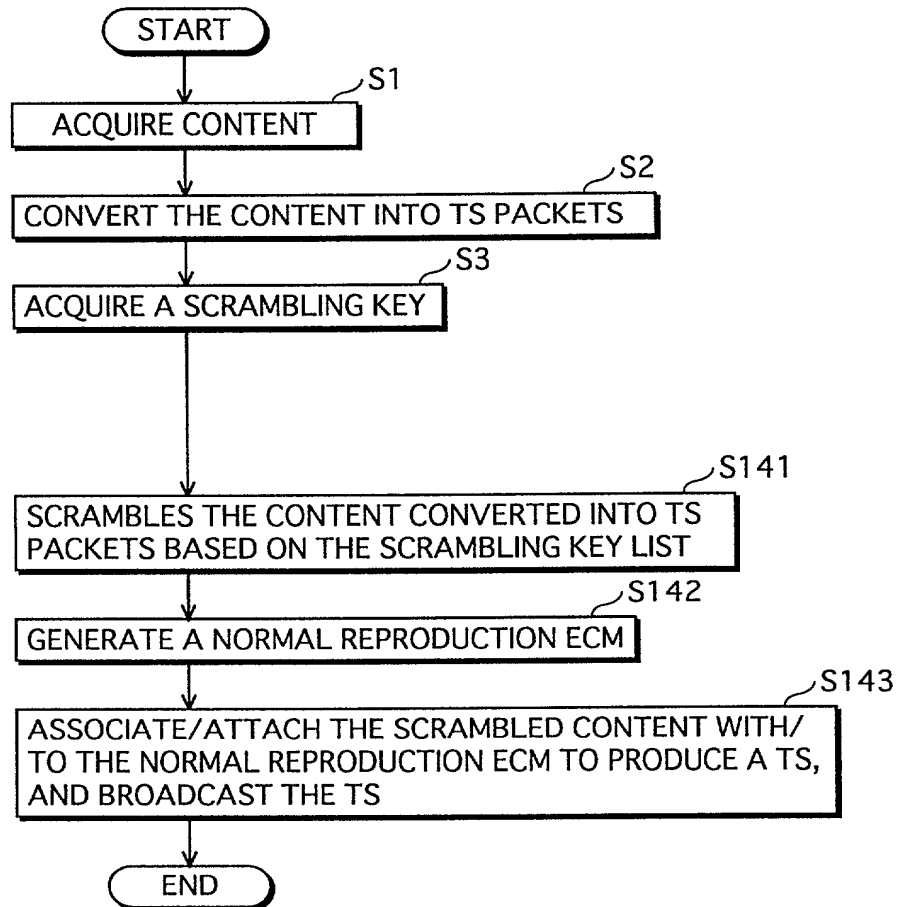 START
S1
ACQUIRE CONTENT
S2
CONVERT THE CONTENT INTO TS PACKETS
S3
ACQUIRE A SCRAMBLING KEY
S141
SCRAMBLES THE CONTENT CONVERTED INTO TS
PACKETS BASED ON THE SCRAMBLING KEY LIST
S142
GENERATE A NORMAL REPRODUCTION ECM
S143
ASSOCIATE/ATTACH THE SCRAMBLED CONTENT WITH/
TO THE NORMAL REPRODUCTION ECM TO PRODUCE A TS,
AND BROADCAST THE TS
END